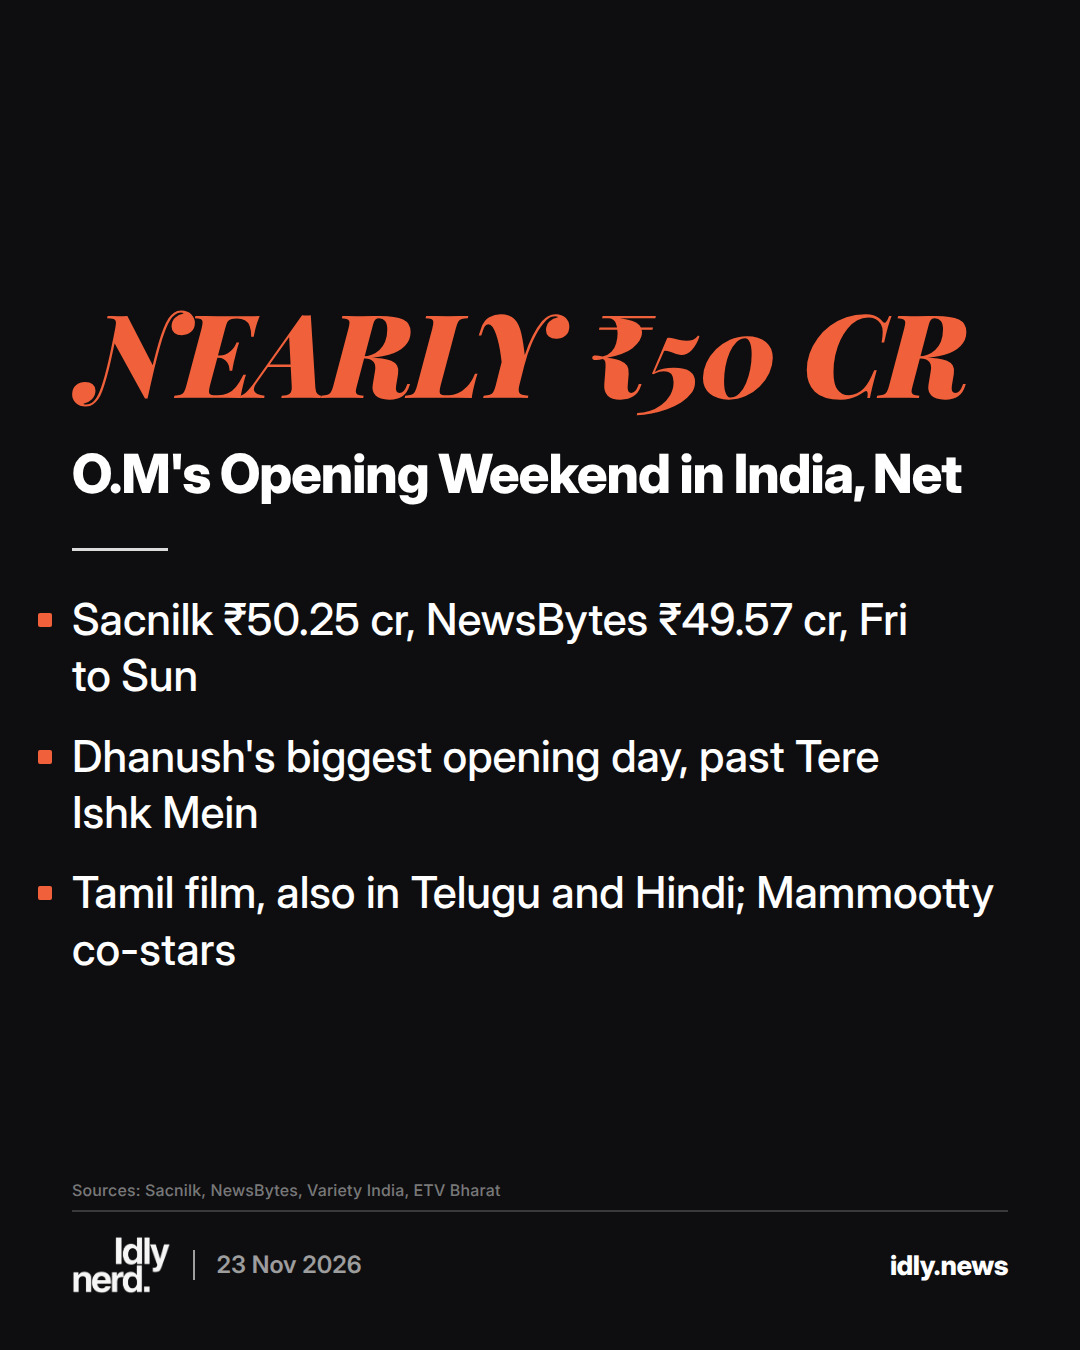 NEARLY ₹50 CR
O.M's Opening Weekend in India, Net
Sacnilk ₹50.25 cr, NewsBytes ₹49.57 cr, Fri
to Sun
Dhanush's biggest opening day, past Tere
Ishk Mein
Tamil film, also in Telugu and Hindi; Mammootty
co-stars
Sources: Sacnilk, NewsBytes, Variety India, ETV Bharat
Idly
nerd.
23 Nov 2026
idly.news